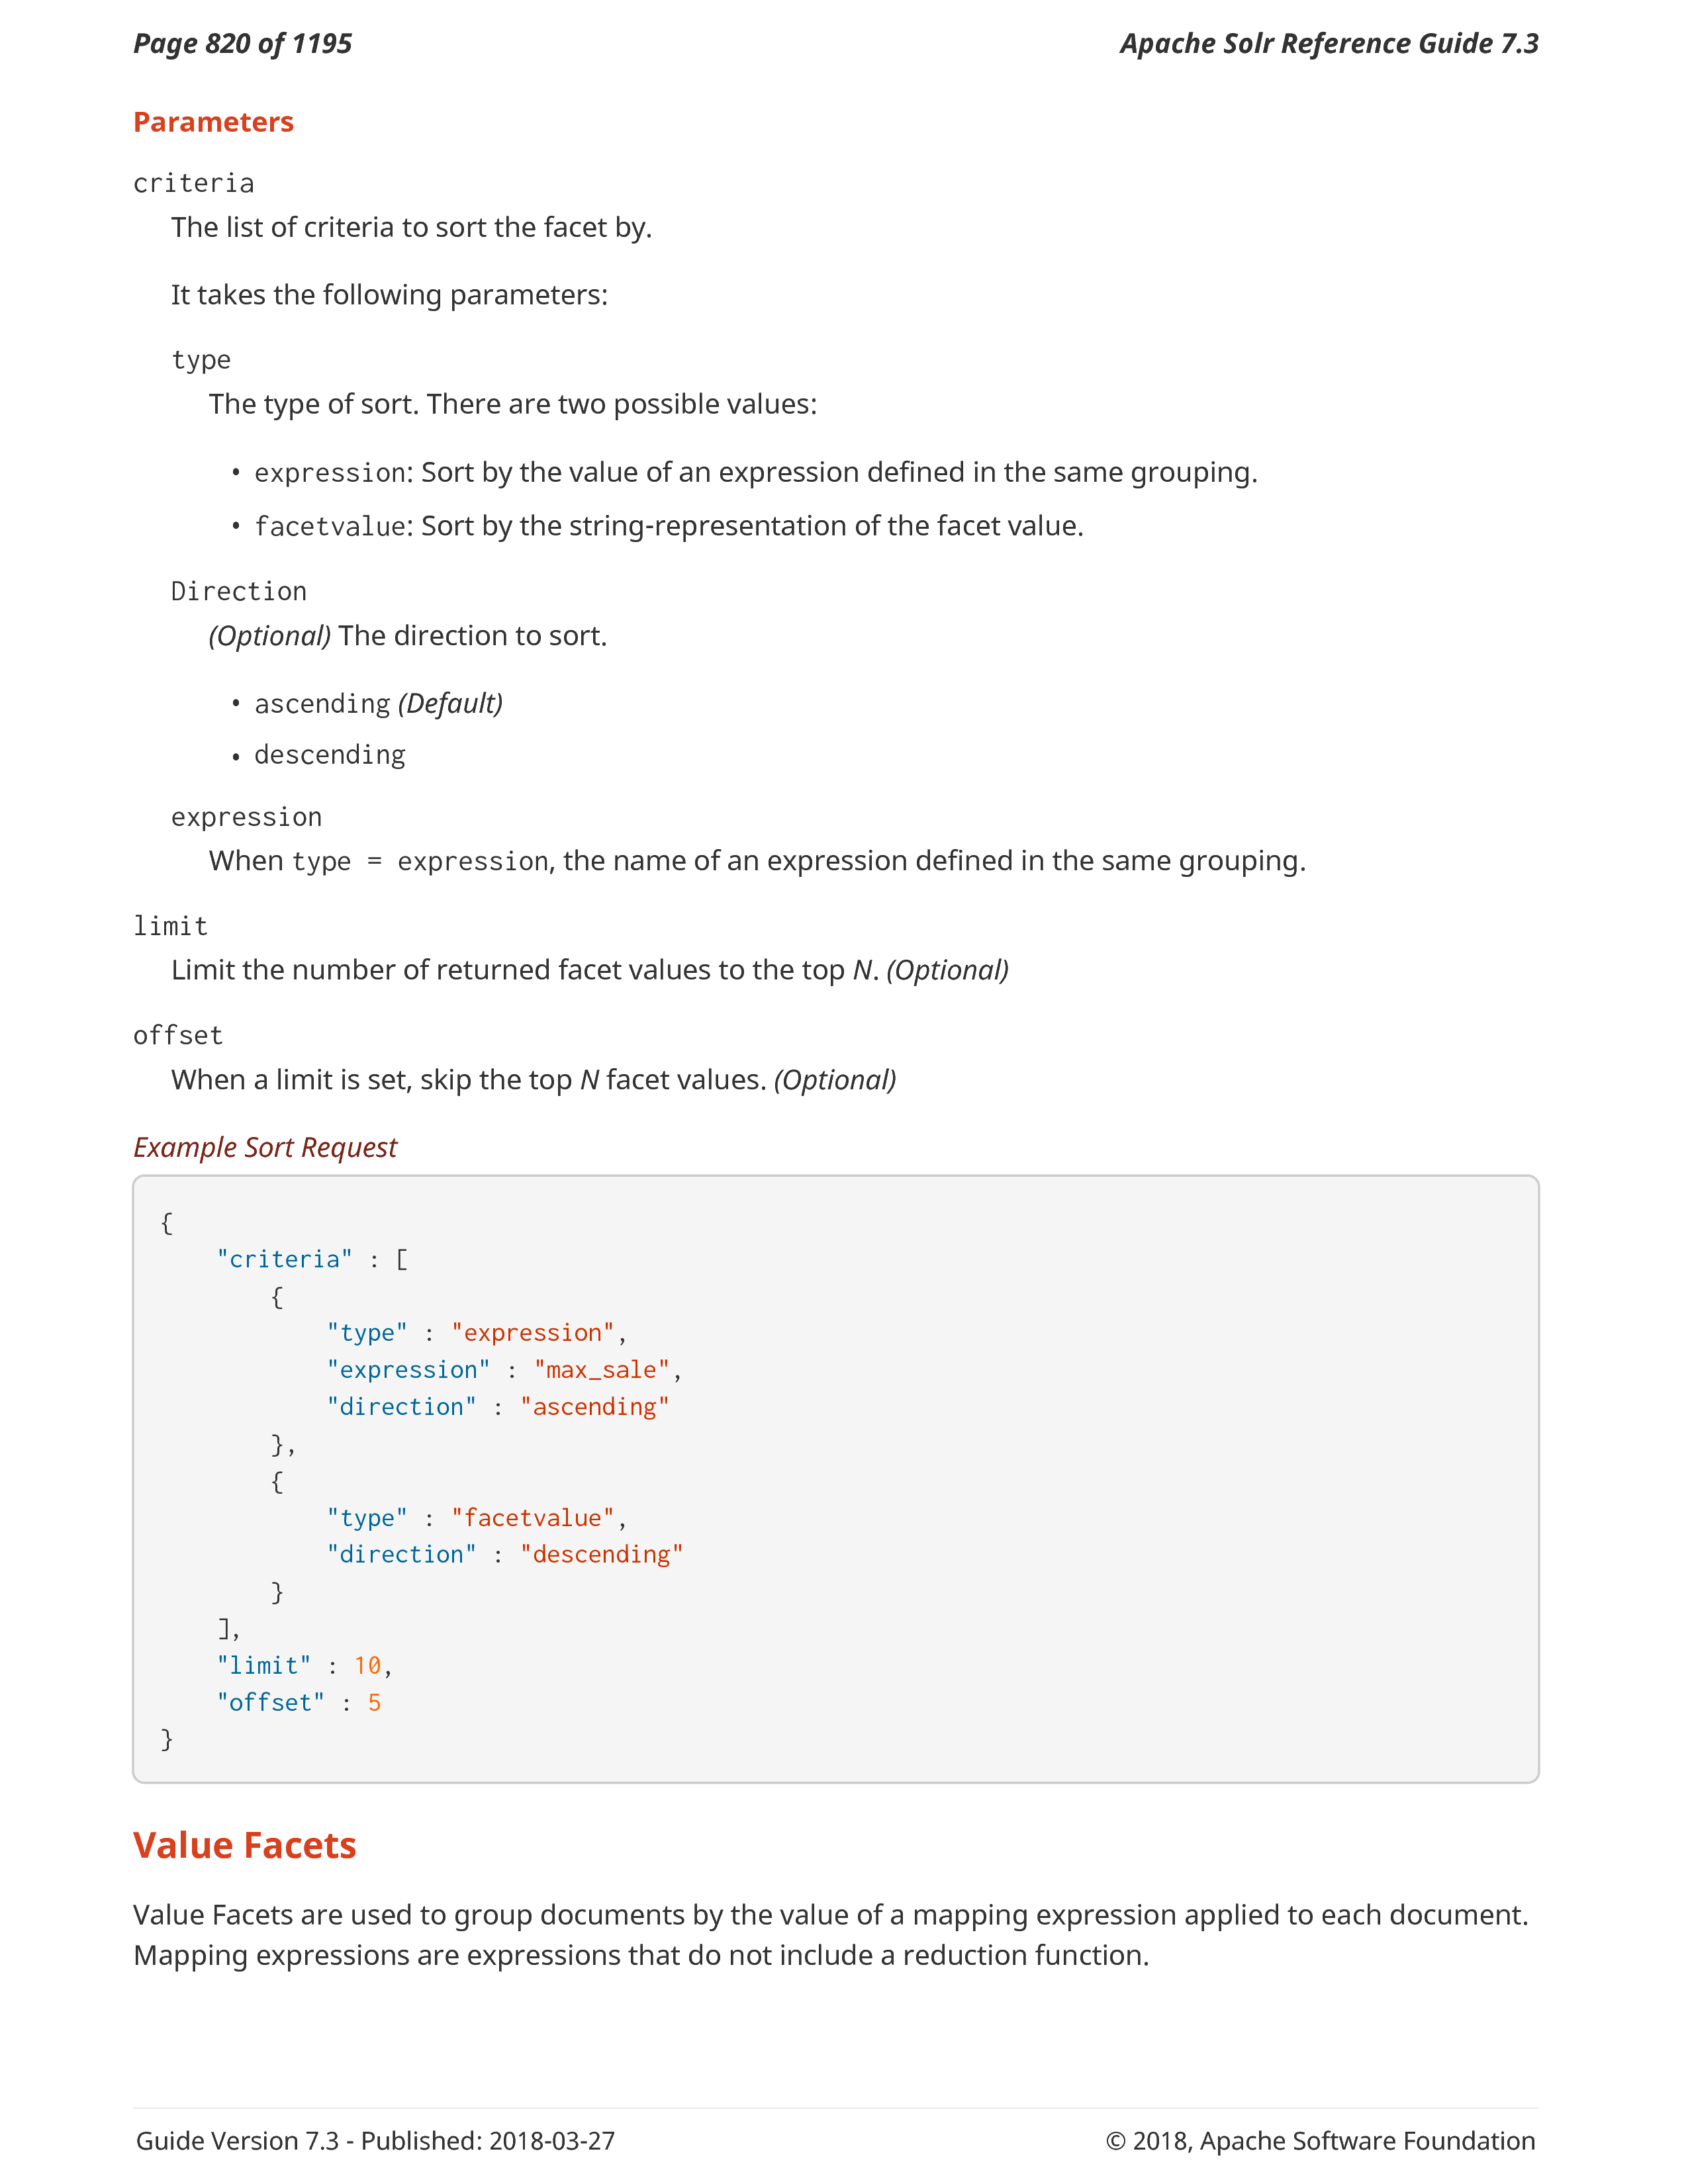 Page 820 of 1195
Apache Solr Reference Guide 7.3
Parameters
criteria
The list of criteria to sort the facet by.
It takes the following parameters:
type
The type of sort. There are two possible values:
• expression: Sort by the value of an expression defined in the same grouping.
• facetvalue: Sort by the string-representation of the facet value.
Direction
(Optional) The direction to sort.
• ascending (Default)
• descending
expression
When type = expression, the name of an expression defined in the same grouping.
limit
Limit the number of returned facet values to the top N. (Optional)
offset
When a limit is set, skip the top N facet values. (Optional)
Example Sort Request
{
    "criteria" : [
        {
            "type" : "expression",
            "expression" : "max_sale",
            "direction" : "ascending"
        },
        {
            "type" : "facetvalue",
            "direction" : "descending"
        }
    ],
    "limit" : 10,
    "offset" : 5
}
Value Facets
Value Facets are used to group documents by the value of a mapping expression applied to each document.
Mapping expressions are expressions that do not include a reduction function.
Guide Version 7.3 - Published: 2018-03-27
© 2018, Apache Software Foundation